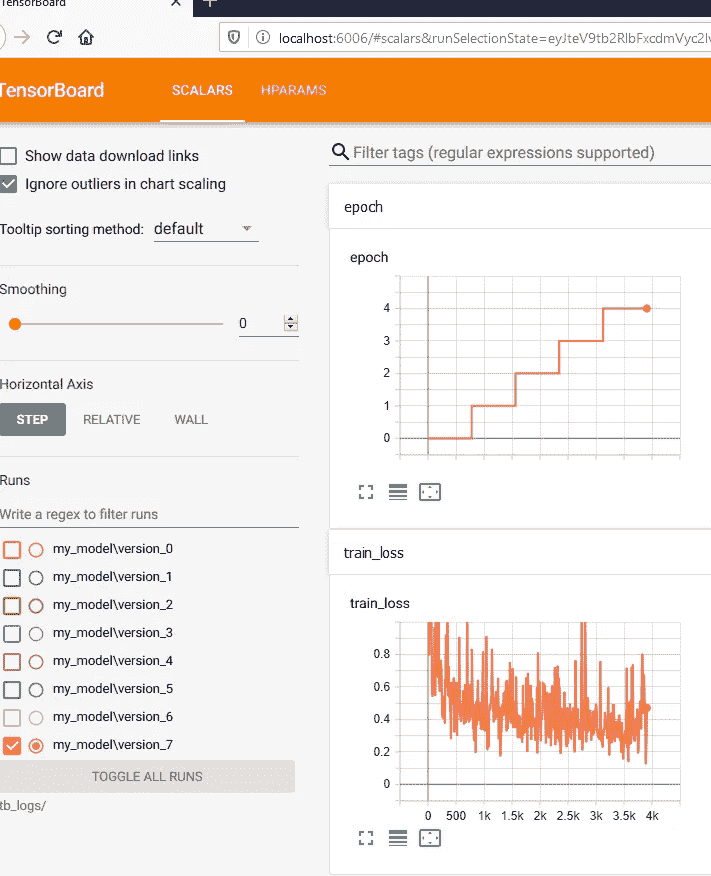 TensorBoard
localhost:6006/#scalars&runSelectionState=
TensorBoard
SCALARS
HPARAMS
Show data download links
Ignore outliers in chart scaling
Tooltip sorting method: default
Smoothing
0
Horizontal Axis
STEP
RELATIVE
WALL
Runs
Write a regex to filter runs
my_model\version_0
my_model\version_1
my_model\version_2
my_model\version_3
my_model\version_4
my_model\version_5
my_model\version_6
my_model\version_7
TOGGLE ALL RUNS
tb_logs/
Filter tags (regular expressions supported)
epoch
epoch
4
3
2
1
0
train_loss
train_loss
0.8
0.6
0.4
0.2
0
0 500 1k 1.5k 2k 2.5k 3k 3.5k 4k